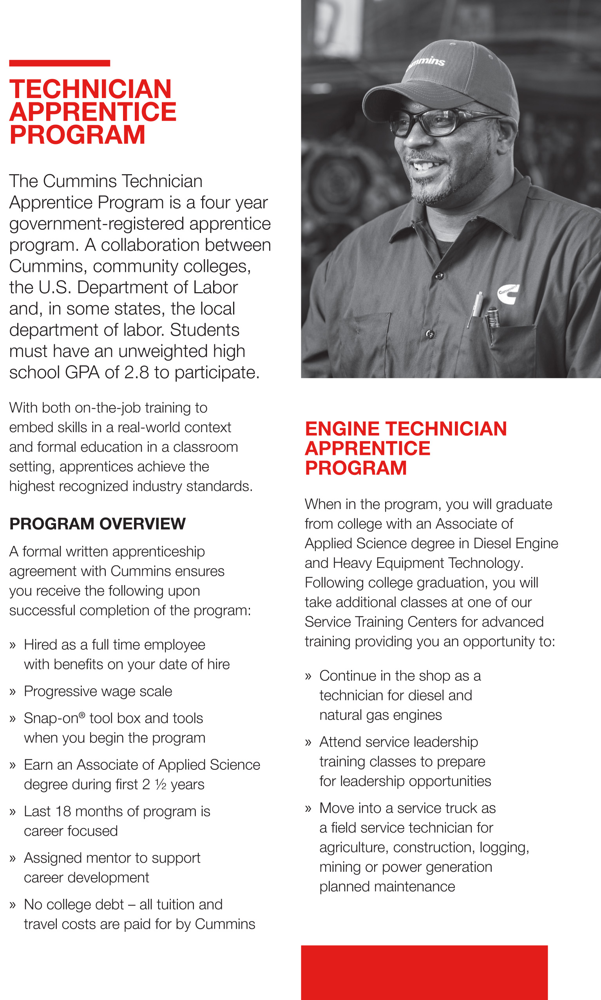 TECHNICIAN
APPRENTICE
PROGRAM
The Cummins Technician
Apprentice Program is a four year
government-registered apprentice
program. A collaboration between
Cummins, community colleges,
the U.S. Department of Labor
and, in some states, the local
department of labor. Students
must have an unweighted high
school GPA of 2.8 to participate.
With both on-the-job training to
embed skills in a real-world context
and formal education in a classroom
setting, apprentices achieve the
highest recognized industry standards.
PROGRAM OVERVIEW
A formal written apprenticeship
agreement with Cummins ensures
you receive the following upon
successful completion of the program:
» Hired as a full time employee
with benefits on your date of hire
» Progressive wage scale
» Snap-on® tool box and tools
when you begin the program
» Earn an Associate of Applied Science
degree during first 2 ½ years
» Last 18 months of program is
career focused
» Assigned mentor to support
career development
» No college debt – all tuition and
travel costs are paid for by Cummins
Cummins
Cummins
ENGINE TECHNICIAN
APPRENTICE
PROGRAM
When in the program, you will graduate
from college with an Associate of
Applied Science degree in Diesel Engine
and Heavy Equipment Technology.
Following college graduation, you will
take additional classes at one of our
Service Training Centers for advanced
training providing you an opportunity to:
» Continue in the shop as a
technician for diesel and
natural gas engines
» Attend service leadership
training classes to prepare
for leadership opportunities
» Move into a service truck as
a field service technician for
agriculture, construction, logging,
mining or power generation
planned maintenance